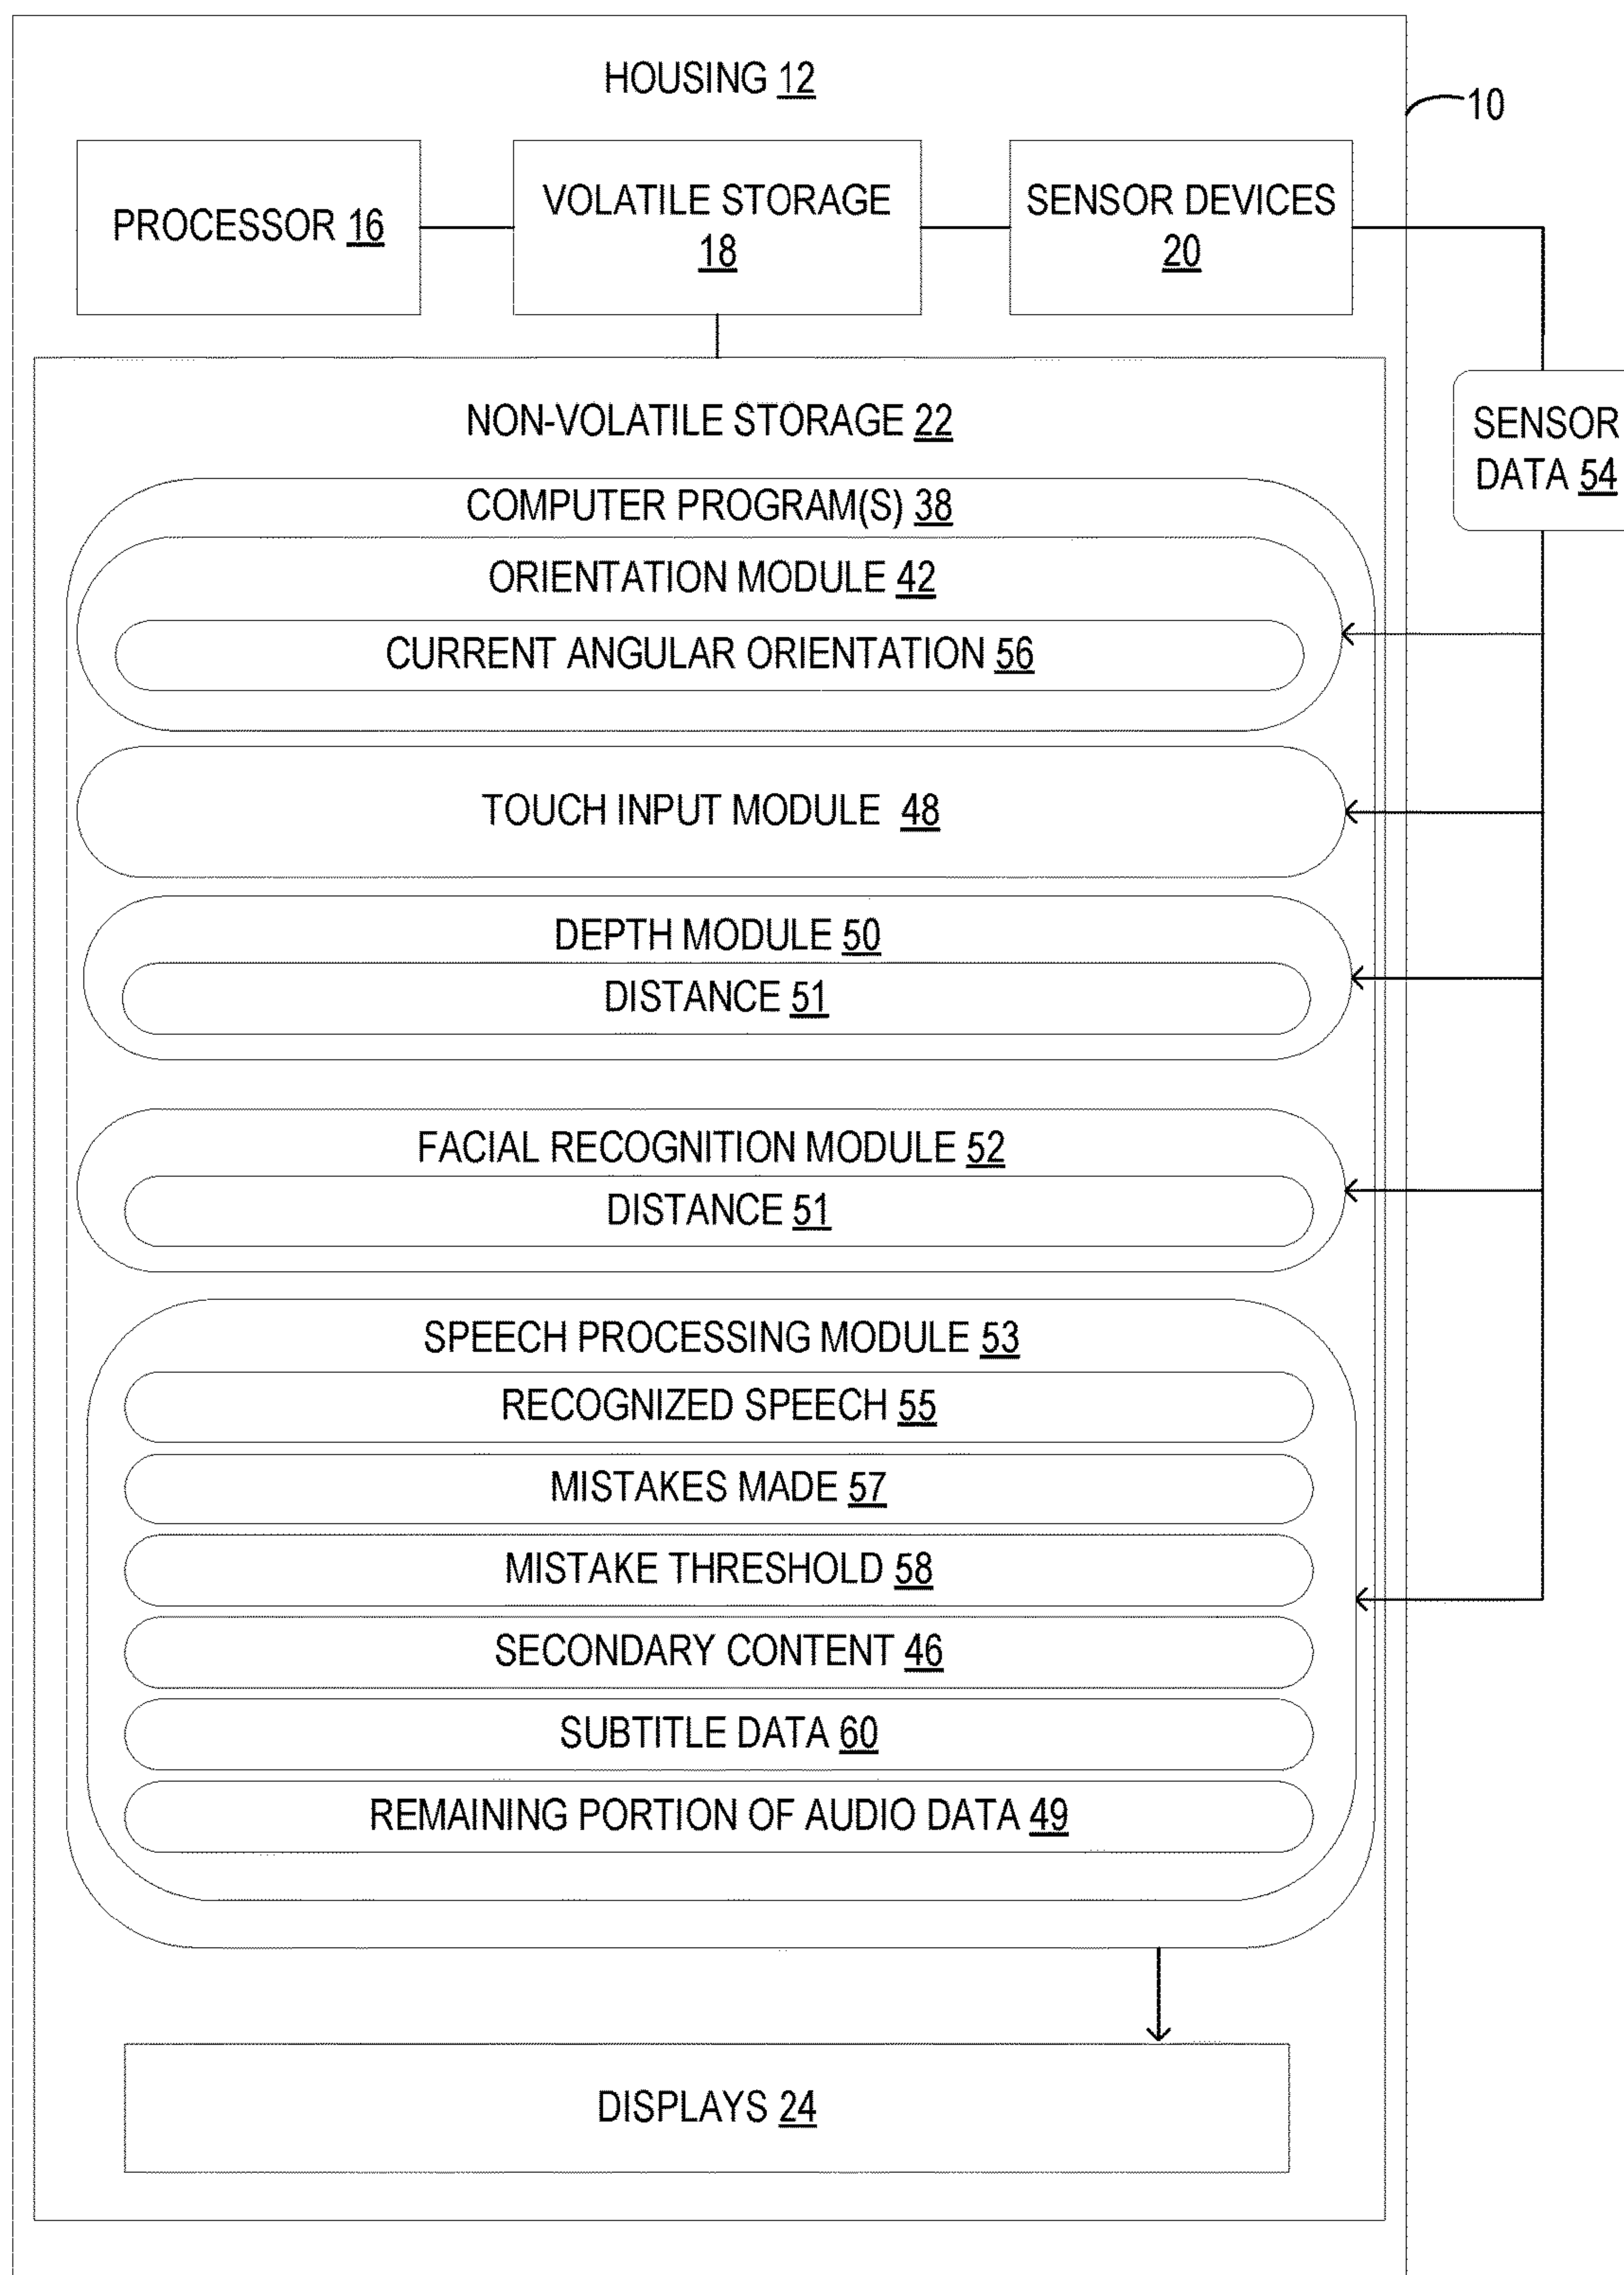 HOUSING 12
10
PROCESSOR 16
VOLATILE STORAGE
18
SENSOR DEVICES
20
SENSOR
DATA 54
NON-VOLATILE STORAGE 22
COMPUTER PROGRAM(S) 38
ORIENTATION MODULE 42
CURRENT ANGULAR ORIENTATION 56
TOUCH INPUT MODULE 48
DEPTH MODULE 50
DISTANCE 51
FACIAL RECOGNITION MODULE 52
DISTANCE 51
SPEECH PROCESSING MODULE 53
RECOGNIZED SPEECH 55
MISTAKES MADE 57
MISTAKE THRESHOLD 58
SECONDARY CONTENT 46
SUBTITLE DATA 60
REMAINING PORTION OF AUDIO DATA 49
DISPLAYS 24